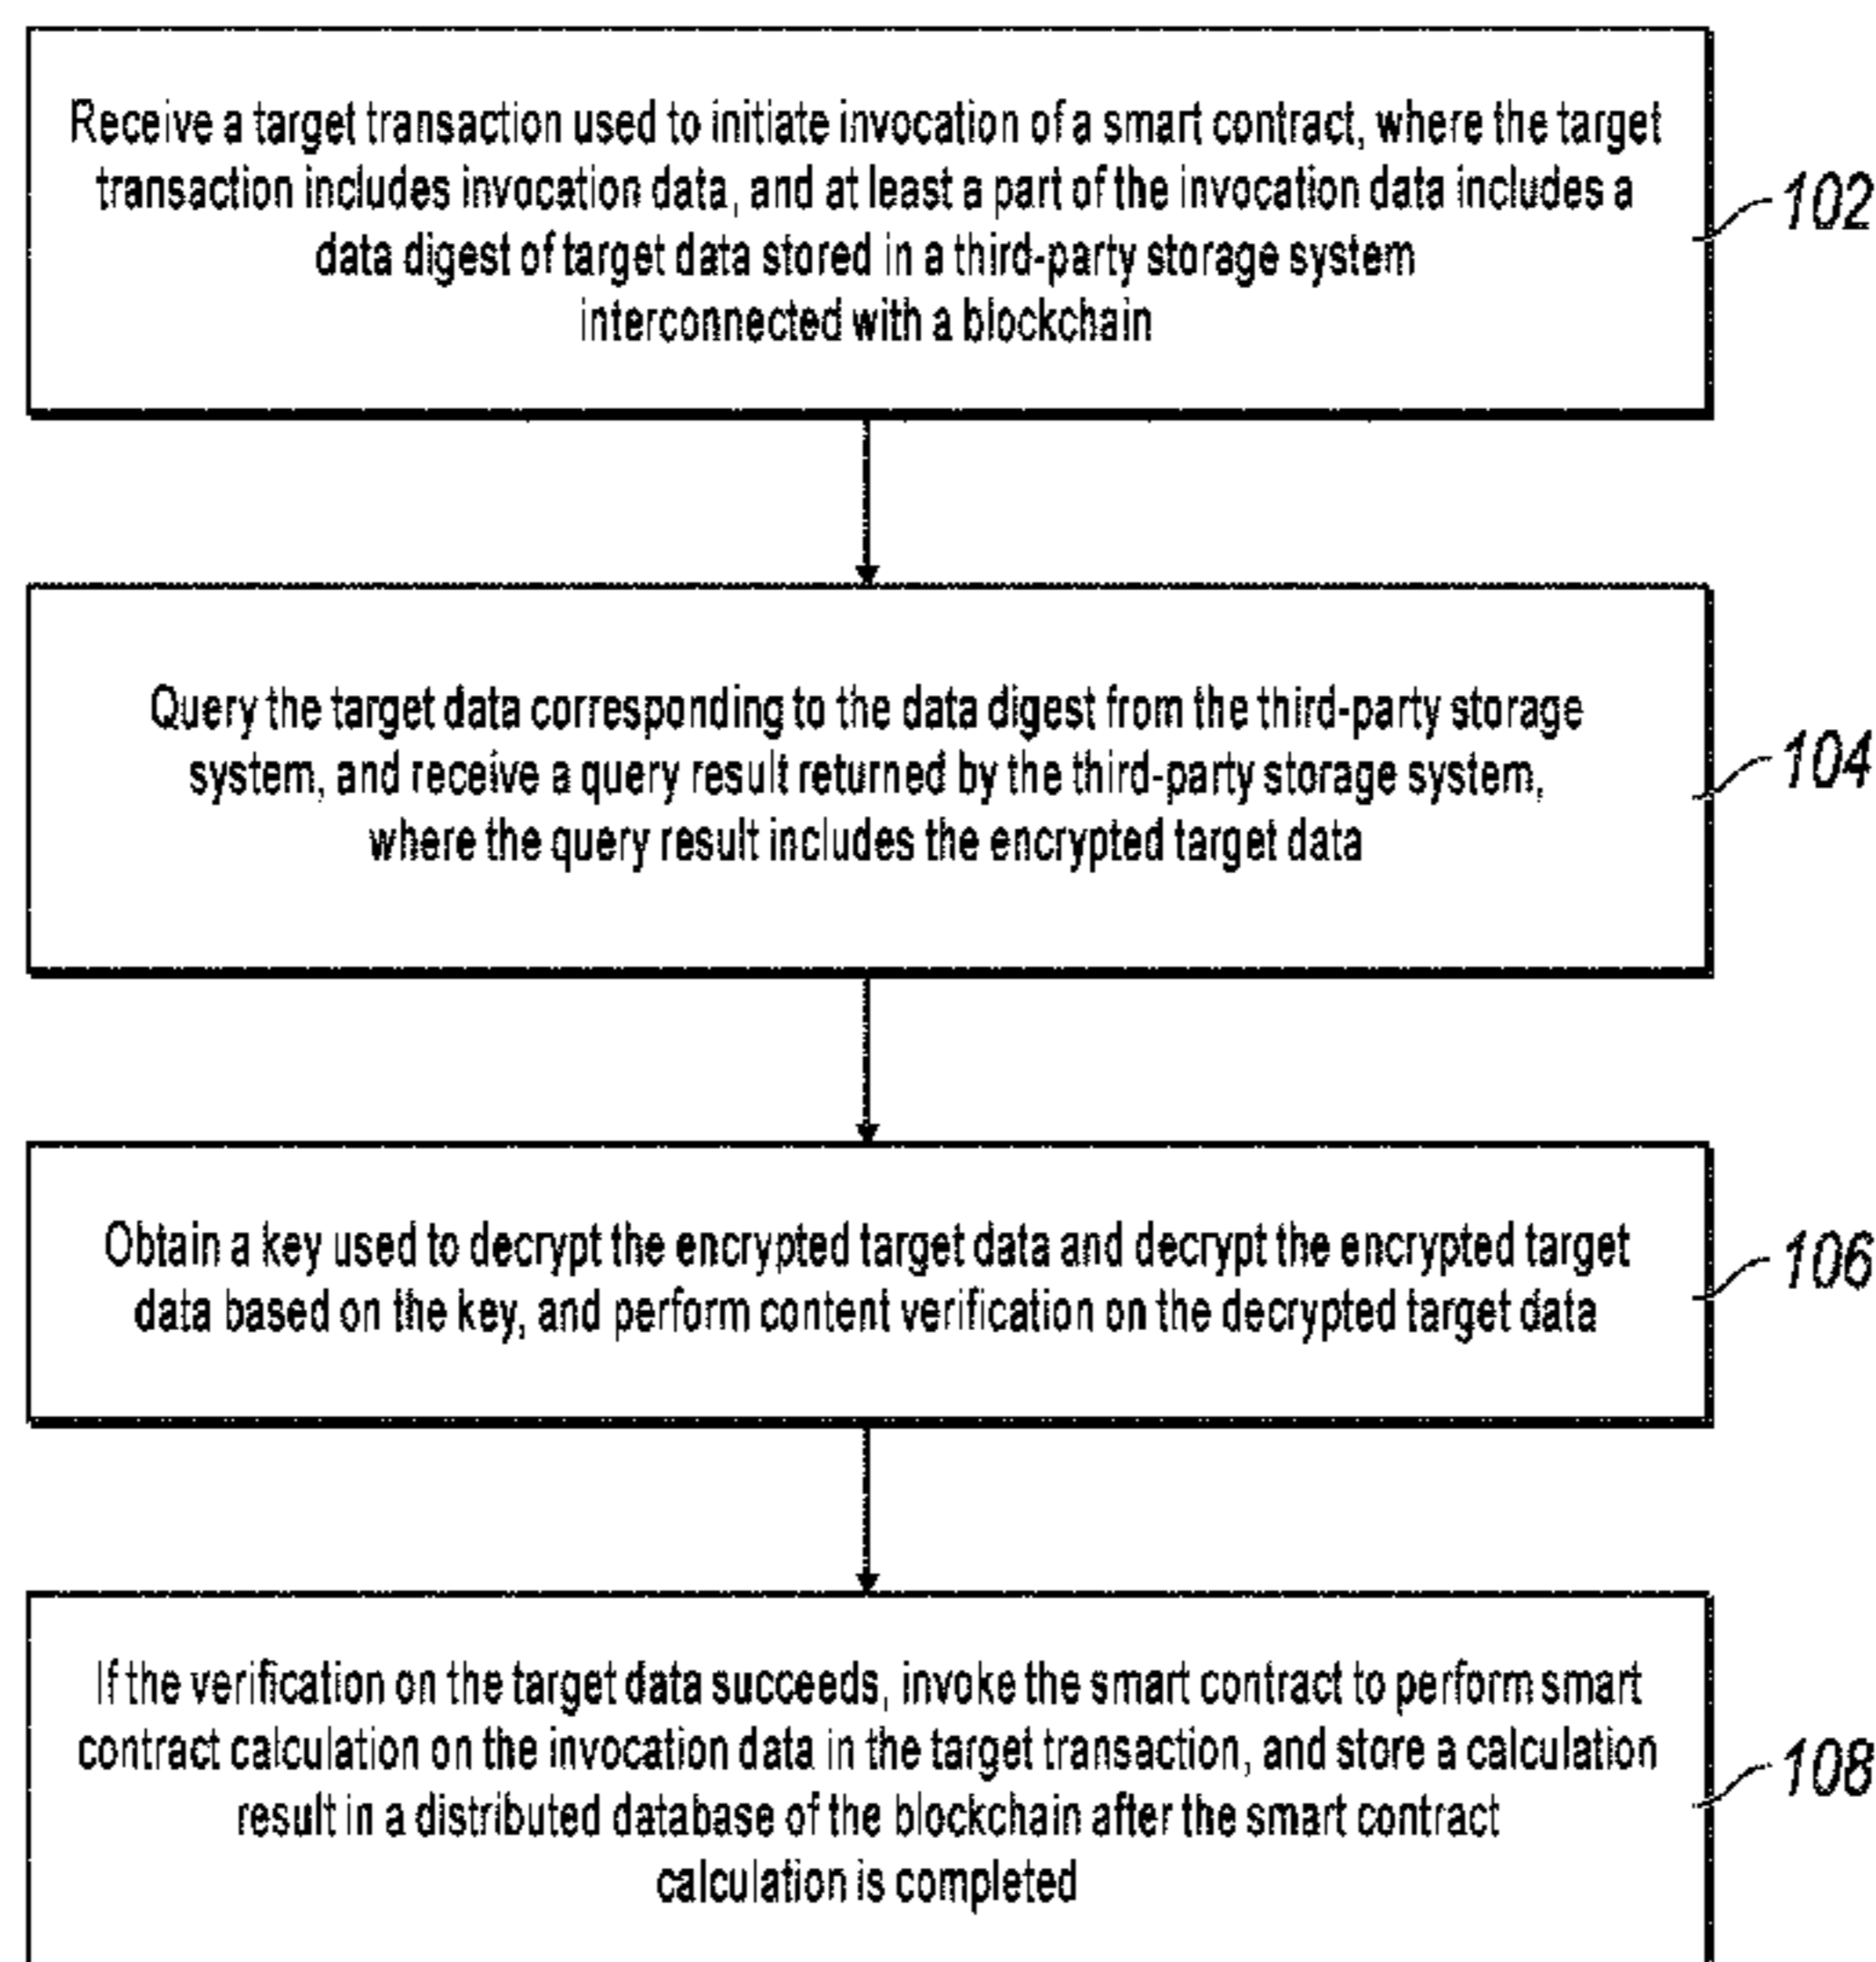 Receive a target transaction used to initiate invocation of a smart contract, where the target
transaction includes invocation data, and at least a part of the invocation data includes a
data digest of target data stored in a third-party storage system
interconnected with a blockchain
102
Query the target data corresponding to the data digest from the third-party storage
system, and receive a query result returned by the third-party storage system,
where the query result includes the encrypted target data
104
Obtain a key used to decrypt the encrypted target data and decrypt the encrypted target
data based on the key, and perform content verification on the decrypted target data
106
If the verification on the target data succeeds, invoke the smart contract to perform smart
contract calculation on the invocation data in the target transaction, and store a calculation
result in a distributed database of the blockchain after the smart contract
calculation is completed
108